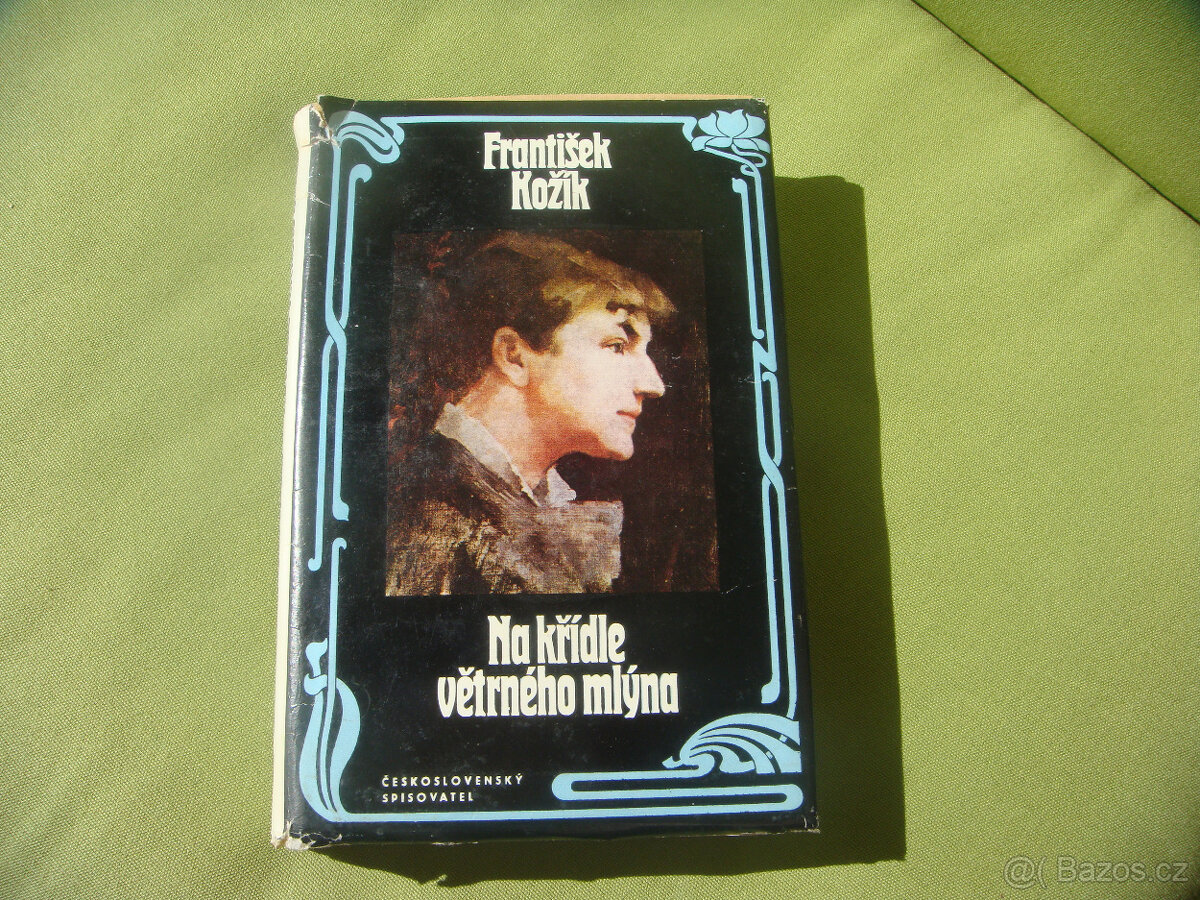 František
Kožík
Na křídle
větrného mlýna
ČESKOSLOVENSKÝ
SPISOVATEL
@( Bazos.cz